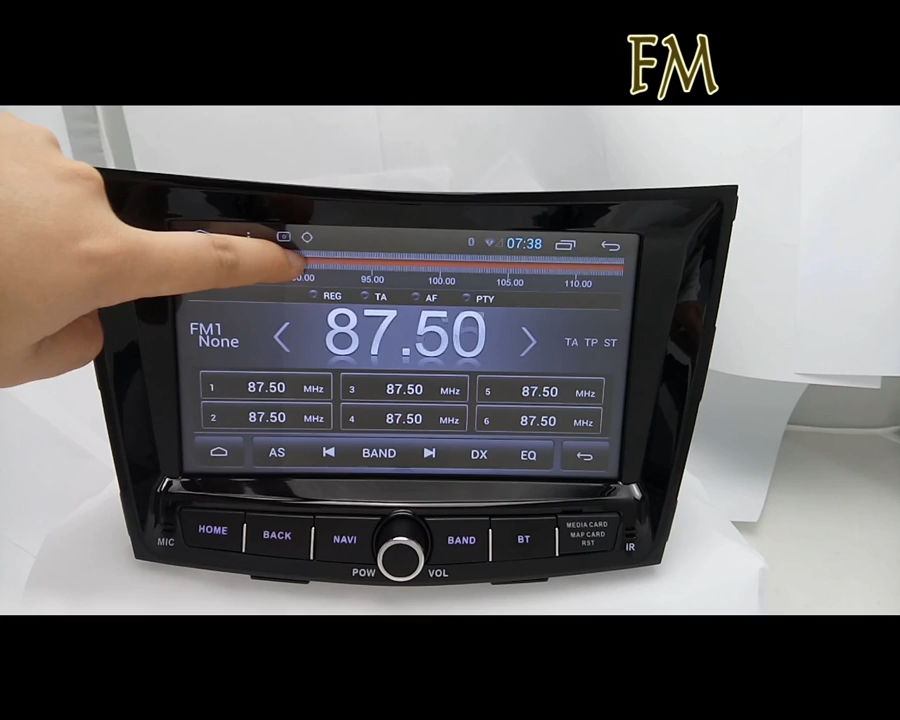 FM
0 07:38
95.00 100.00 105.00 110.00
REG TA AF PTY
FM1
None
87.50
TA TP ST
1 87.50 MHz 3 87.50 MHz 5 87.50 MHz
2 87.50 MHz 4 87.50 MHz 6 87.50 MHz
AS BAND DX EQ
HOME BACK NAVI BAND BT
MEDIA CARD
MAP CARD
RST
MIC POW VOL IR